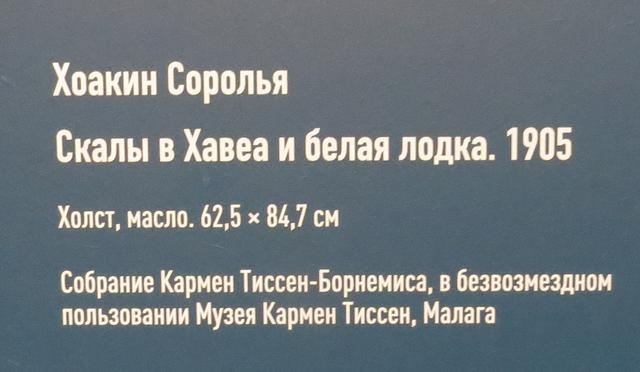 Хоакин Соролья
Скалы в Хавеа и белая лодка. 1905
Холст, масло. 62,5 × 84,7 см
Собрание Кармен Тиссен-Борнемиса, в безвозмездном
пользовании Музея Кармен Тиссен, Малага